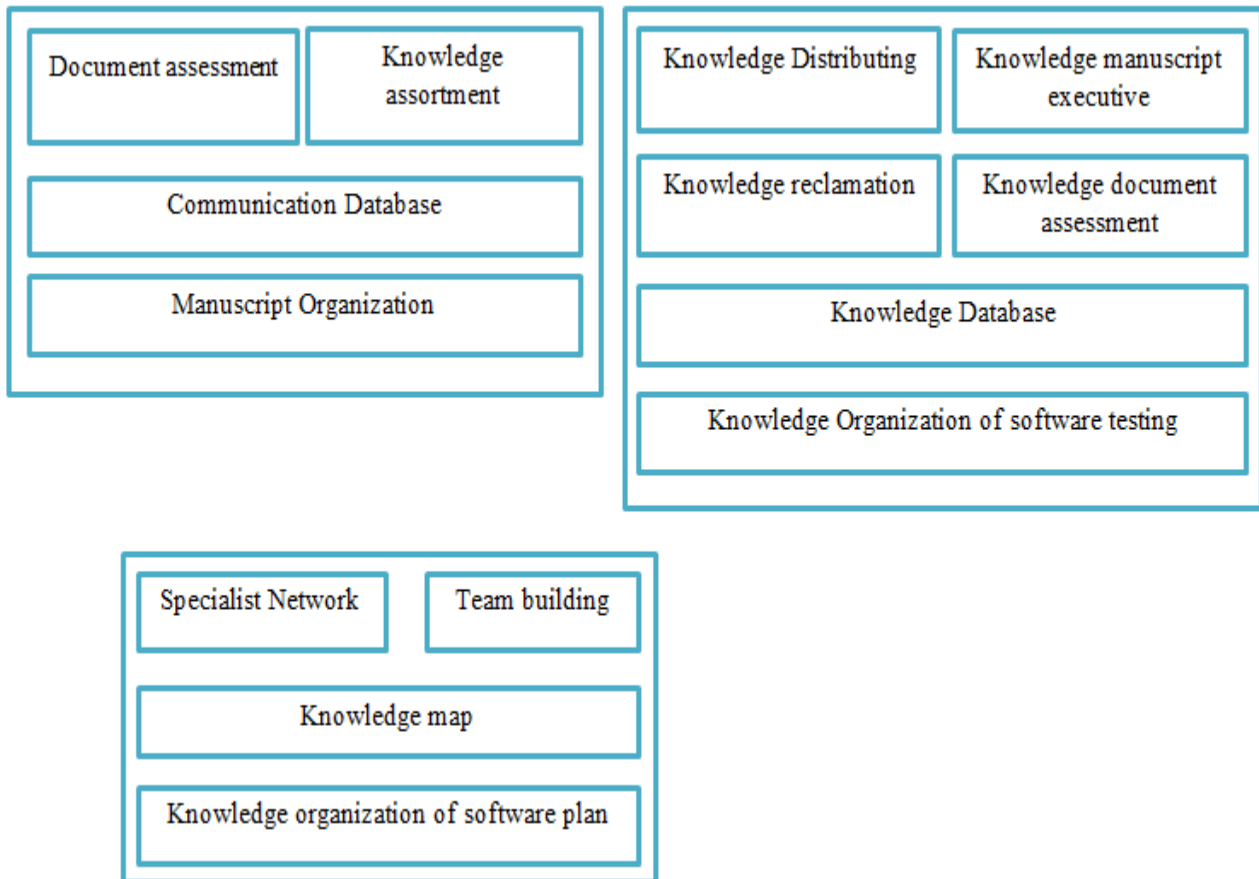 Document assessment
Knowledge
assortment
Communication Database
Manuscript Organization
Knowledge Distributing
Knowledge manuscript
executive
Knowledge reclamation
Knowledge document
assessment
Knowledge Database
Knowledge Organization of software testing
Specialist Network
Team building
Knowledge map
Knowledge organization of software plan